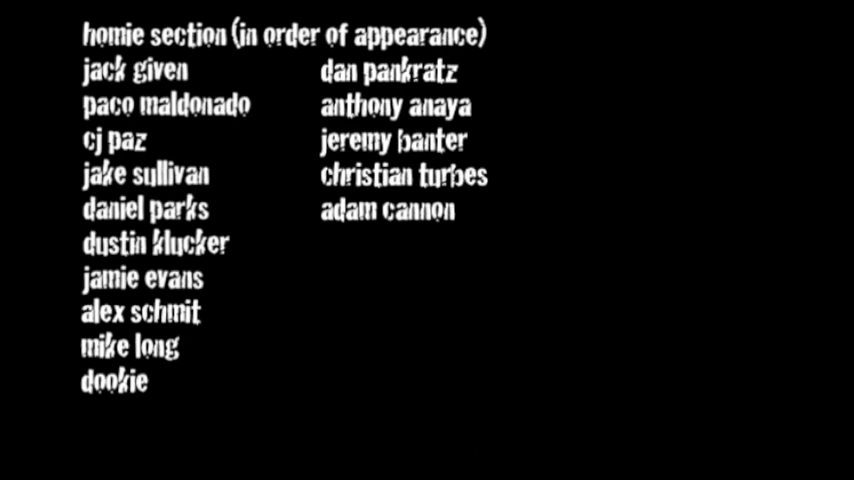 homie section (in order of appearance)
jack given
paco maldonado
cj paz
jake sullivan
daniel parks
dustin klucker
jamie evans
alex schmit
mike long
dookie
dan pankratz
anthony anaya
jeremy banter
christian turbes
adam cannon